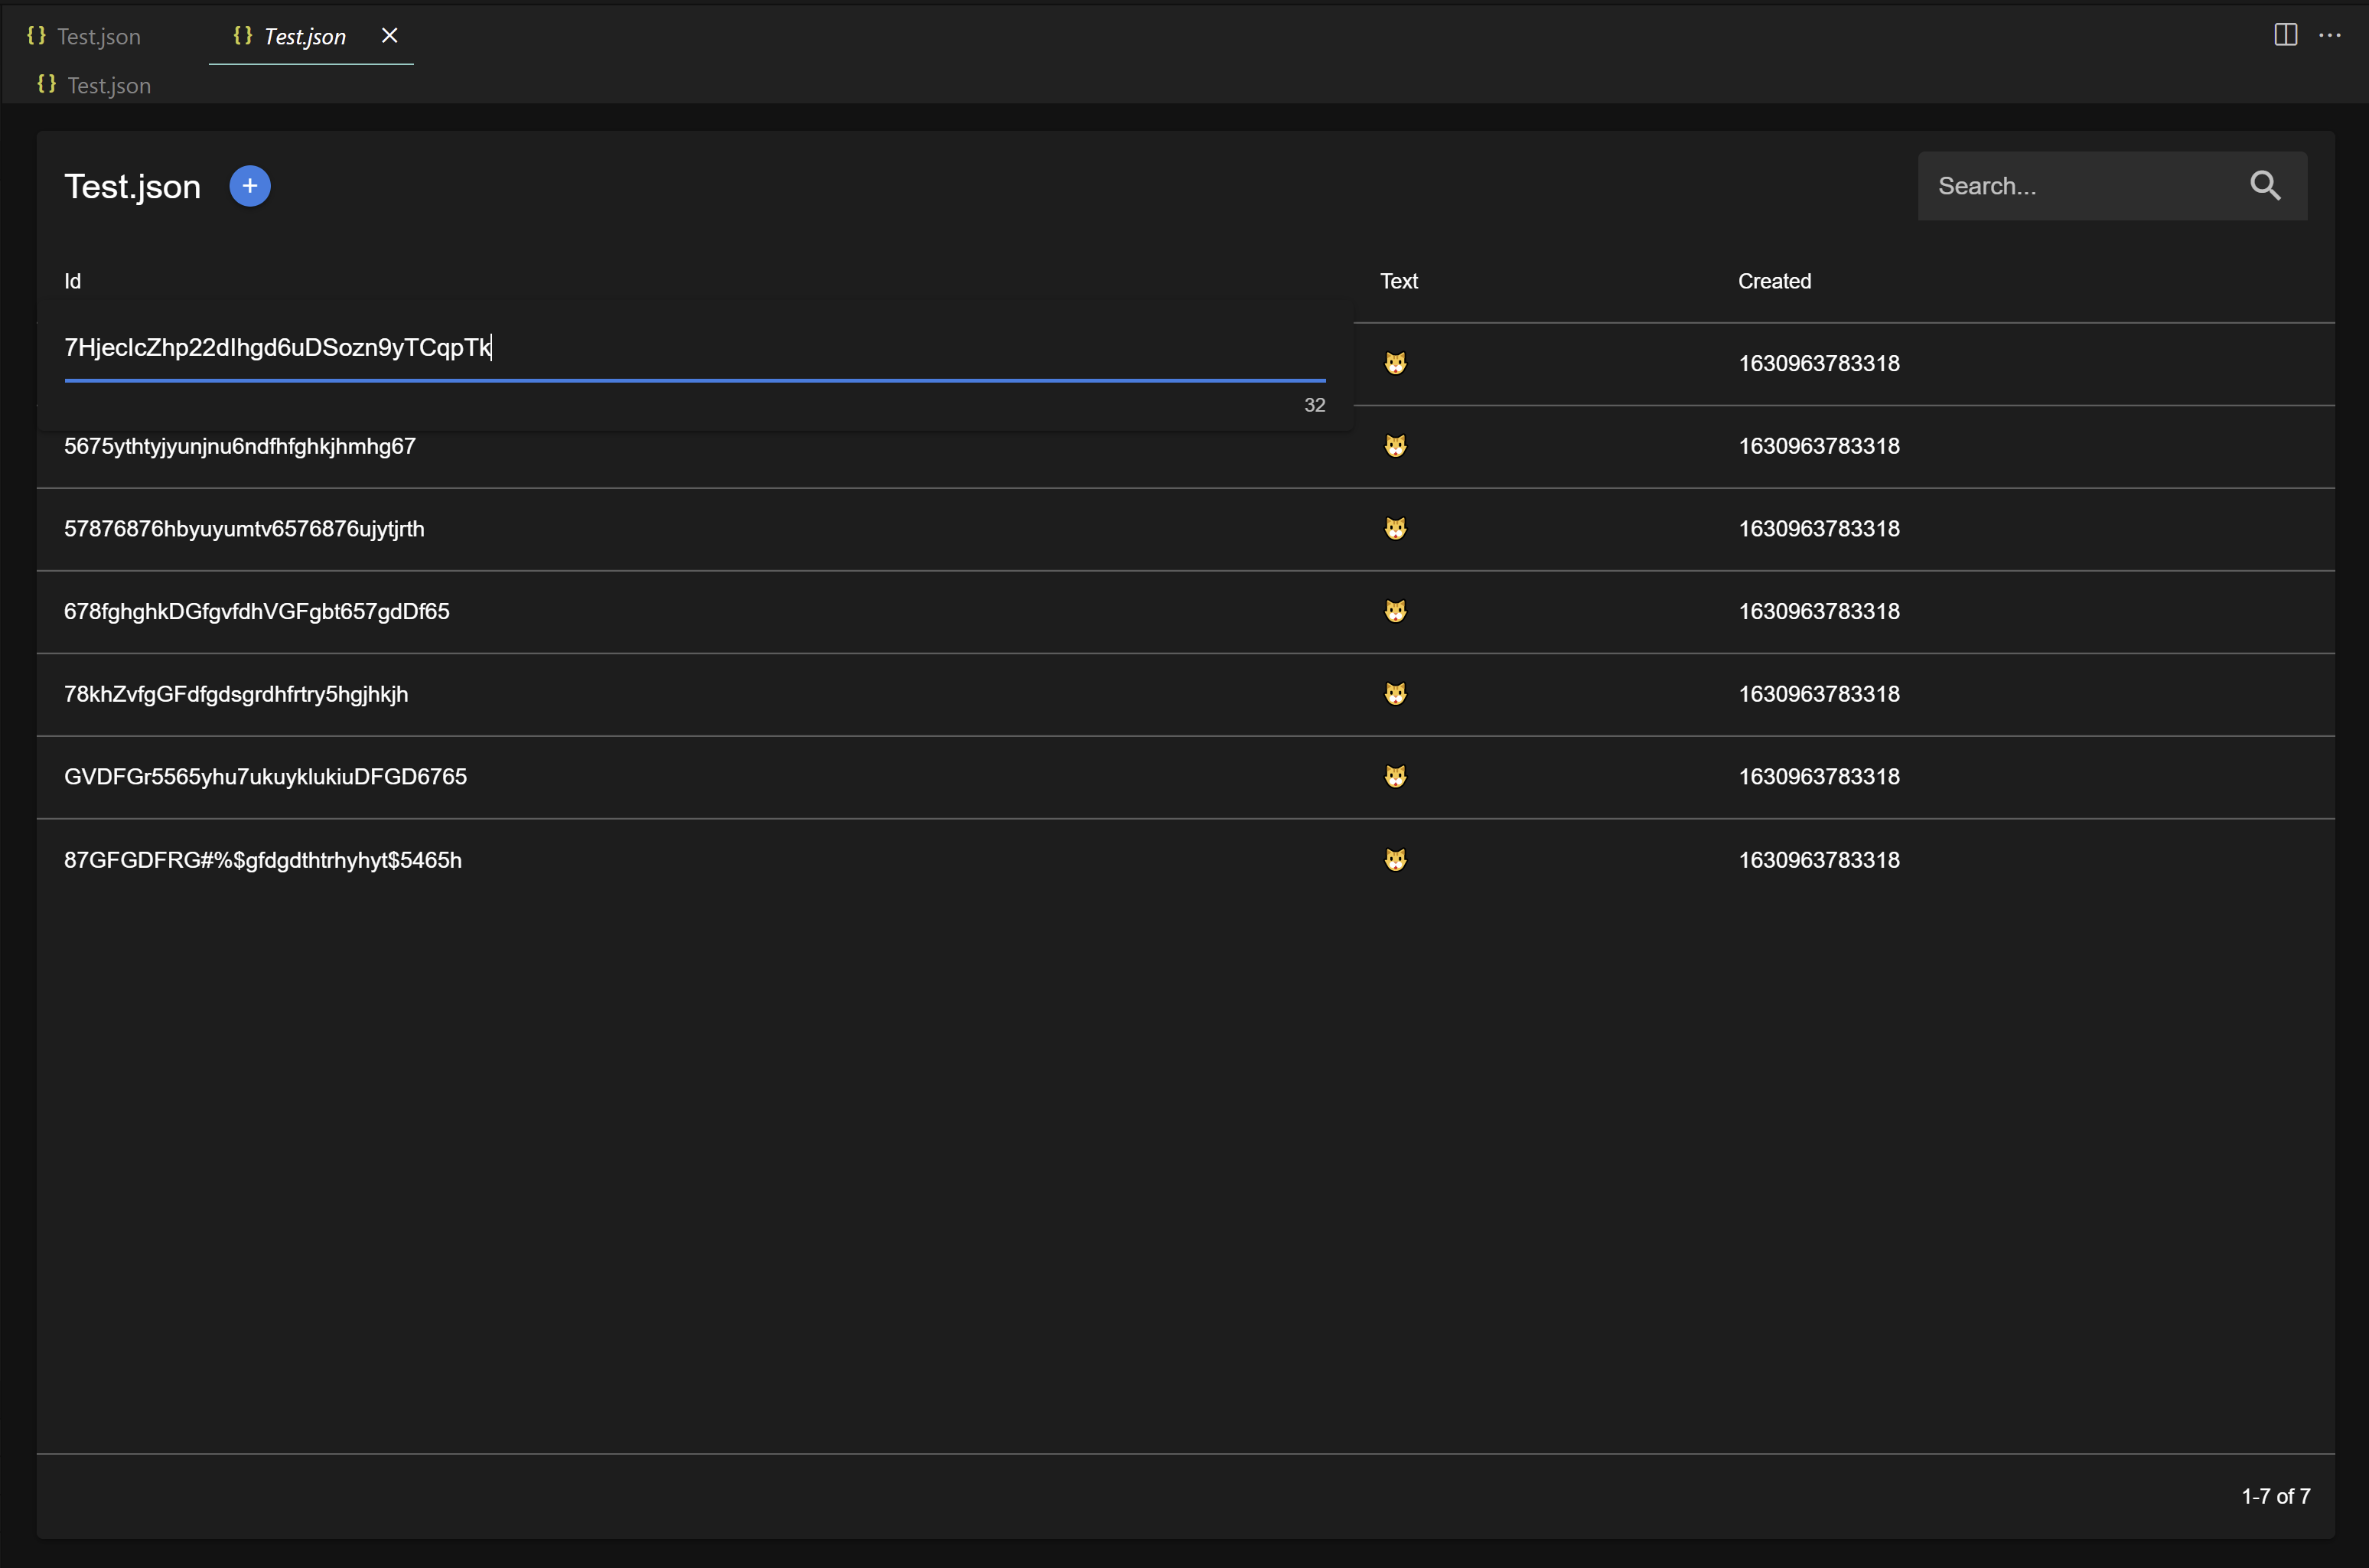 {} Test.json {} Test.json
{} Test.json
Test.json + Search...
Id Text Created
7HjeclcZhp22dIhgd6uDSozn9yTCqpTk 🐯 1630963783318
32
5675ythtyjyunjnu6ndfhfghkjhmhg67 🐯 1630963783318
57876876hbyuyumtv6576876ujytjrth 🐯 1630963783318
678fghghkDGfgvfdhVGFgbt657gdDf65 🐯 1630963783318
78khZvfgGFdfgdsgrdhfrtry5hgjhkjh 🐯 1630963783318
GVDFGr5565yhu7ukuyklukiuDFGD6765 🐯 1630963783318
87GFGDFRG#%$gfdgdthtrhyhyt$5465h 🐯 1630963783318
1-7 of 7